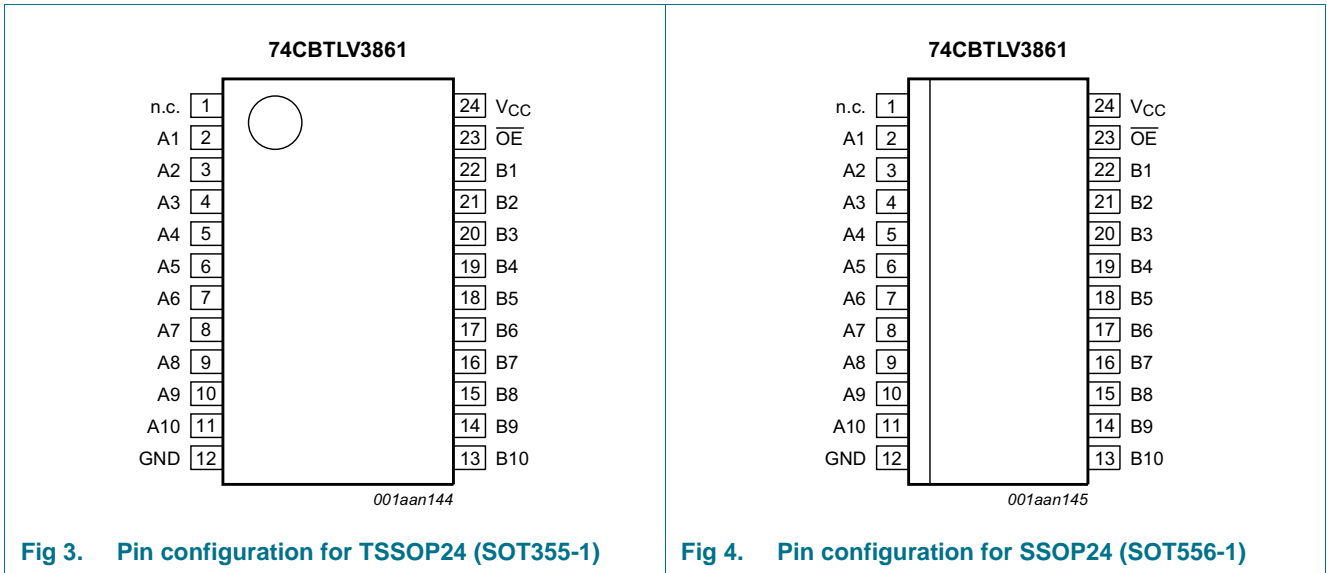 74CBTLV3861
n.c. 1 24 VCC
A1 2 23 O̅E̅
A2 3 22 B1
A3 4 21 B2
A4 5 20 B3
A5 6 19 B4
A6 7 18 B5
A7 8 17 B6
A8 9 16 B7
A9 10 15 B8
A10 11 14 B9
GND 12 13 B10
001aan144
Fig 3. Pin configuration for TSSOP24 (SOT355-1)
74CBTLV3861
n.c. 1 24 VCC
A1 2 23 O̅E̅
A2 3 22 B1
A3 4 21 B2
A4 5 20 B3
A5 6 19 B4
A6 7 18 B5
A7 8 17 B6
A8 9 16 B7
A9 10 15 B8
A10 11 14 B9
GND 12 13 B10
001aan145
Fig 4. Pin configuration for SSOP24 (SOT556-1)